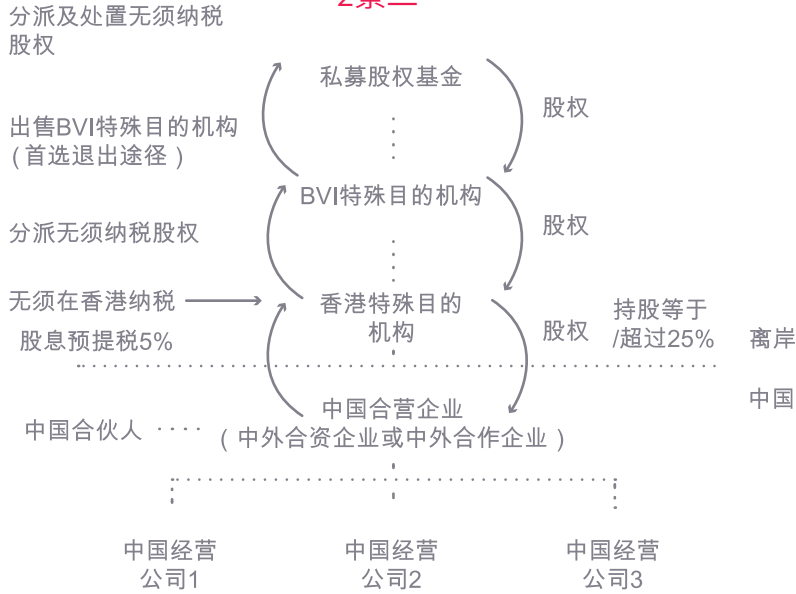 分派及处置无须纳税
股权
私募股权基金
股权
出售BVI特殊目的机构
（首选退出途径）
BVI特殊目的机构
股权
分派无须纳税股权
无须在香港纳税
香港特殊目的
机构
股权
持股等于
/超过25%
离岸
股息预提税5%
中国
中国合营企业
（中外合资企业或中外合作企业）
中国合伙人
中国经营
公司1
中国经营
公司2
中国经营
公司3